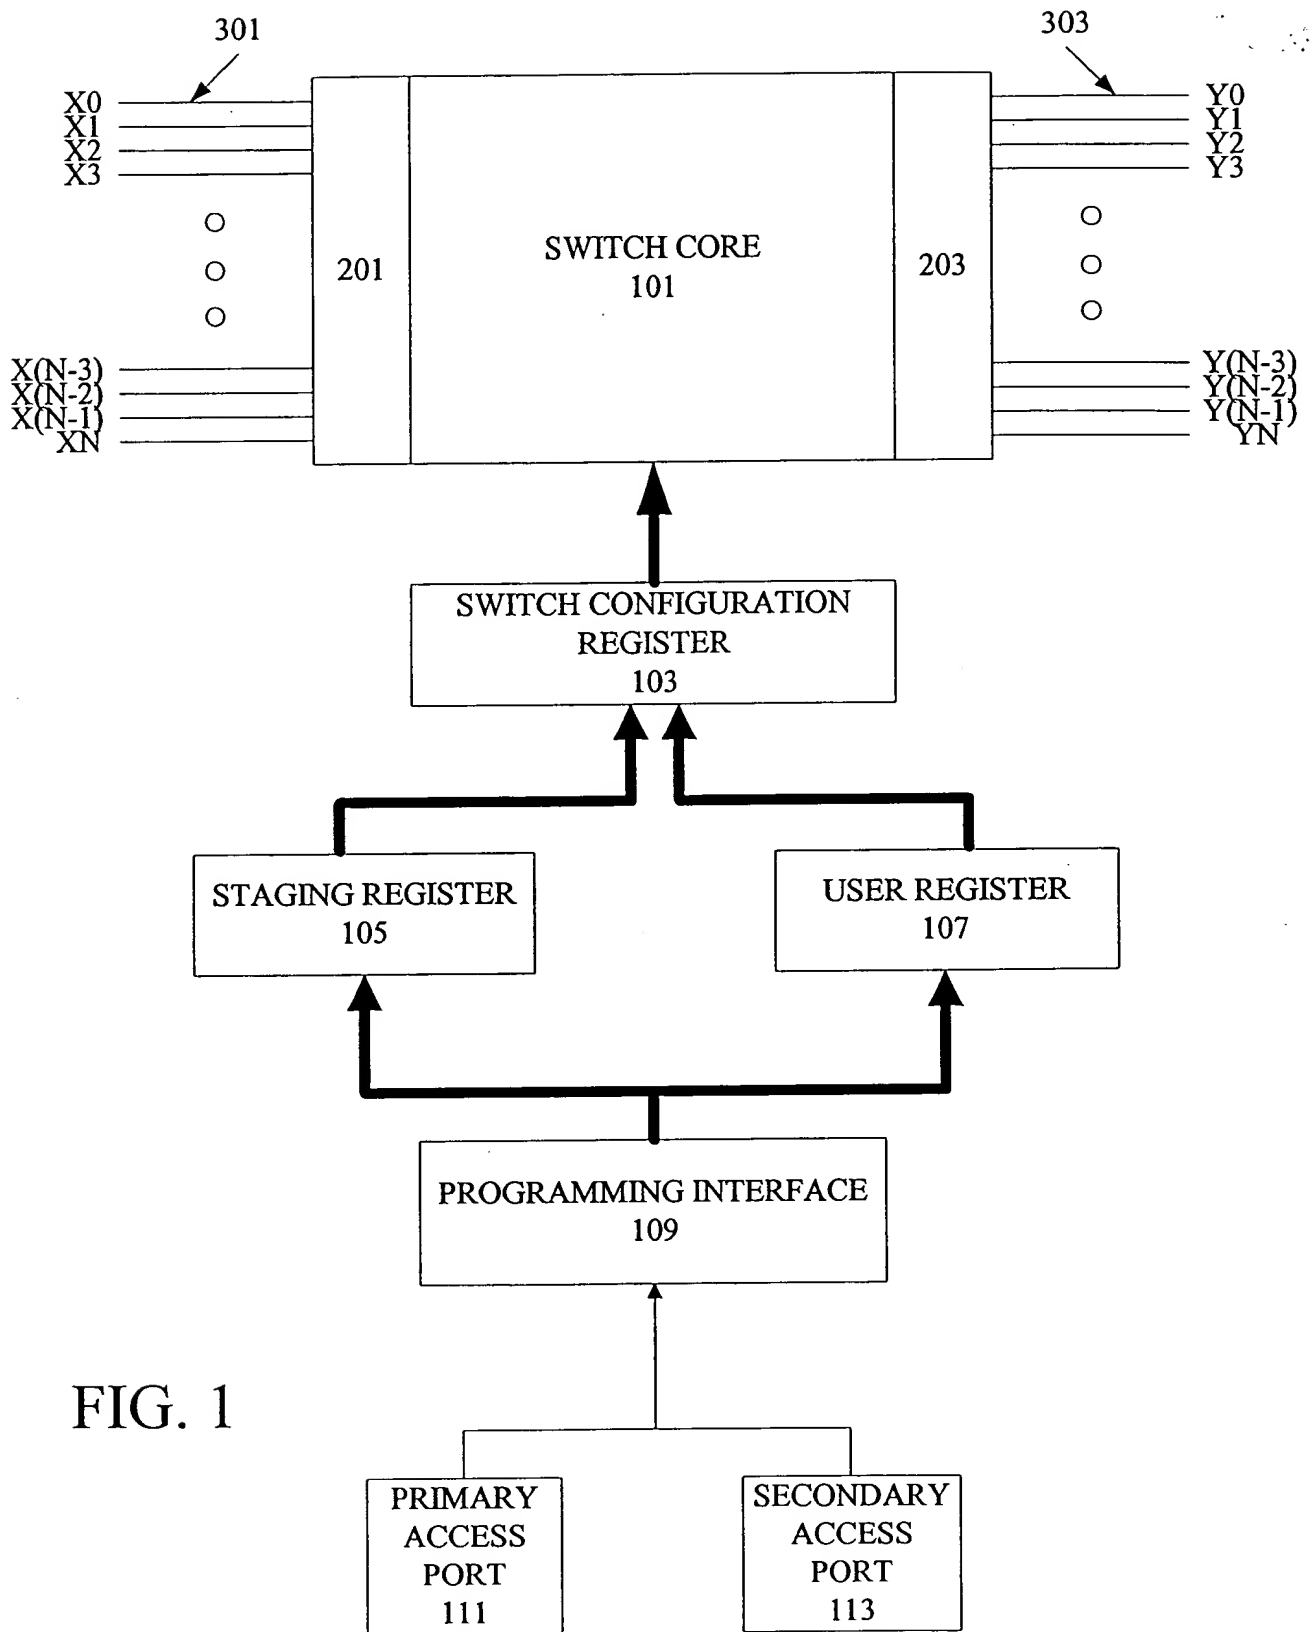 301
303
X0
X1
X2
X3
X(N-3)
X(N-2)
X(N-1)
XN
201
SWITCH CORE
101
203
Y0
Y1
Y2
Y3
Y(N-3)
Y(N-2)
Y(N-1)
YN
SWITCH CONFIGURATION
REGISTER
103
STAGING REGISTER
105
USER REGISTER
107
PROGRAMMING INTERFACE
109
FIG. 1
PRIMARY
ACCESS
PORT
111
SECONDARY
ACCESS
PORT
113